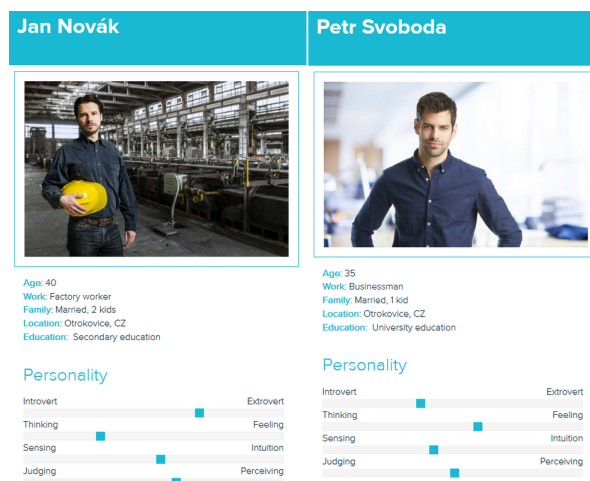 Jan Novák
Age: 40
Work: Factory worker
Family: Married, 2 kids
Location: Otrokovice, CZ
Education: Secondary education
Personality
Introvert Extrovert
Thinking Feeling
Sensing Intuition
Judging Perceiving
Petr Svoboda
Age: 35
Work: Businessman
Family: Married, 1 kid
Location: Otrokovice, CZ
Education: University education
Personality
Introvert Extrovert
Thinking Feeling
Sensing Intuition
Judging Perceiving